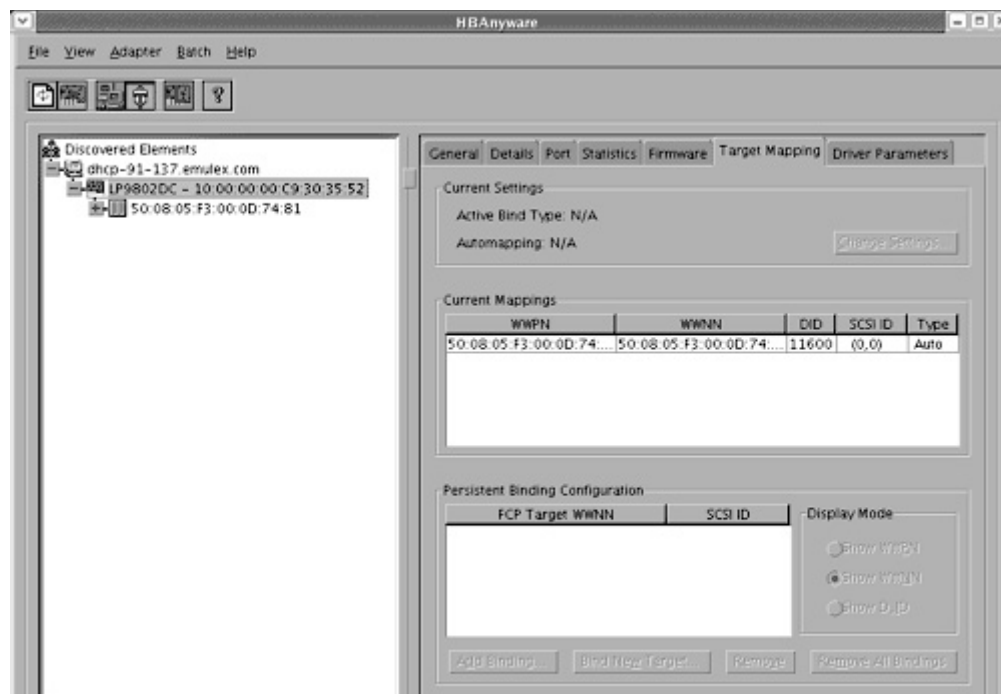 HBAnyware
File View Adapter Batch Help
Discovered Elements
dhcp-91-137.emulex.com
LP9802DC - 10:00:00:00:C9:30:35:52
50:08:05:F3:00:0D:74:81
General Details Port Statistics Firmware Target Mapping Driver Parameters
Current Settings
Active Bind Type: N/A
Automapping: N/A
Change Settings...
Current Mappings
WWPN WWNN DID SCSI ID Type
50:08:05:F3:00:0D:74:... 50:08:05:F3:00:0D:74:... 11600 (0,0) Auto
Persistent Binding Configuration
FCP Target WWNN SCSI ID
Display Mode
Show WWPN
Show WWNN
Show D_ID
Add Binding... Bind New Target... Remove Remove All Bindings